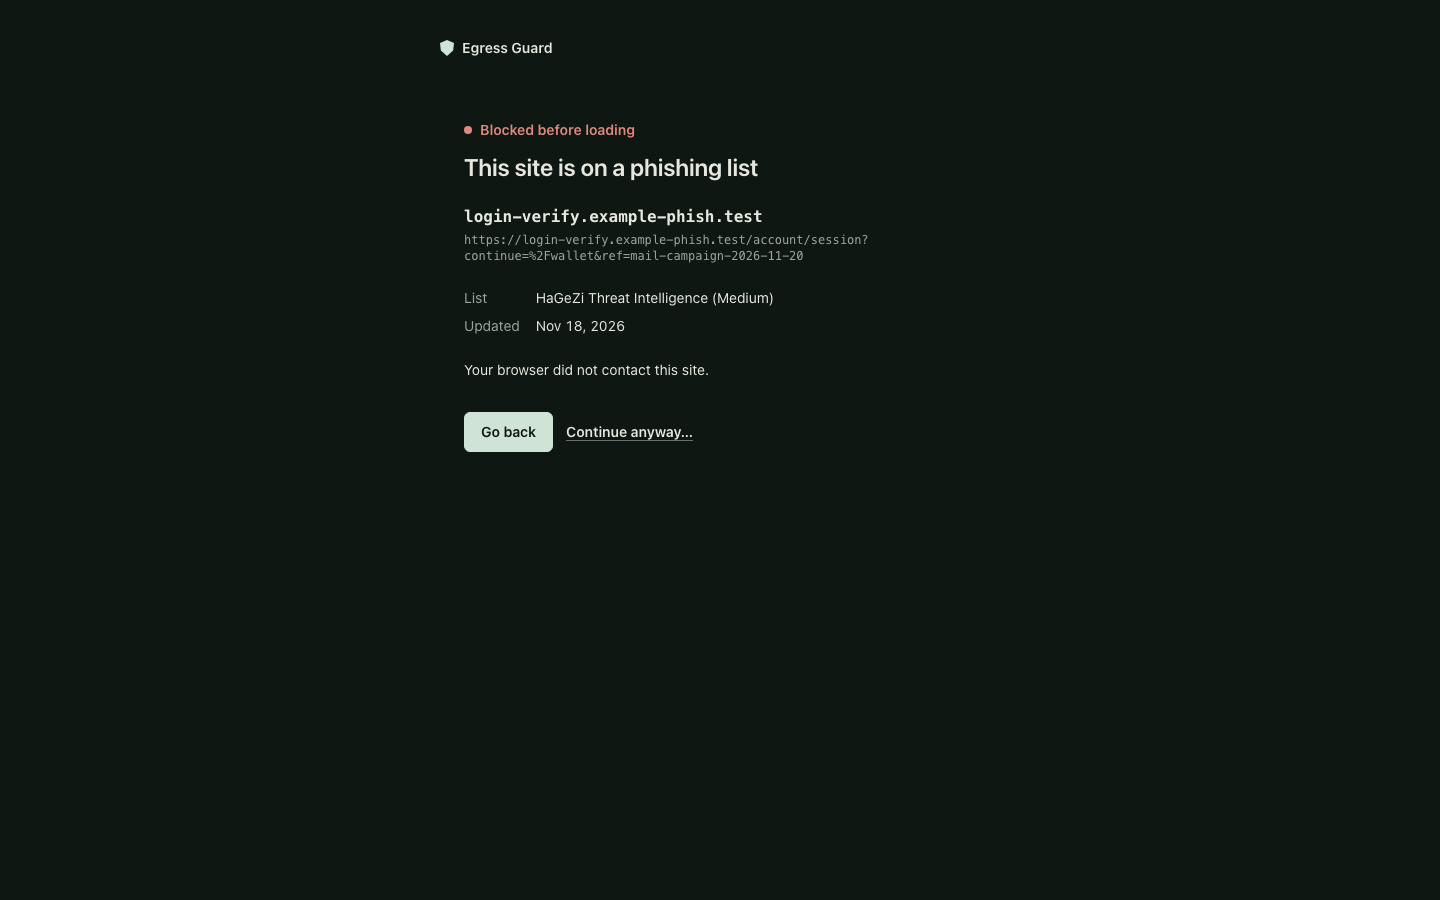 Egress Guard
Blocked before loading
This site is on a phishing list
login-verify.example-phish.test
https://login-verify.example-phish.test/account/session?
continue=%2Fwallet&ref=mail-campaign-2026-11-20
List HaGeZi Threat Intelligence (Medium)
Updated Nov 18, 2026
Your browser did not contact this site.
Go back Continue anyway...